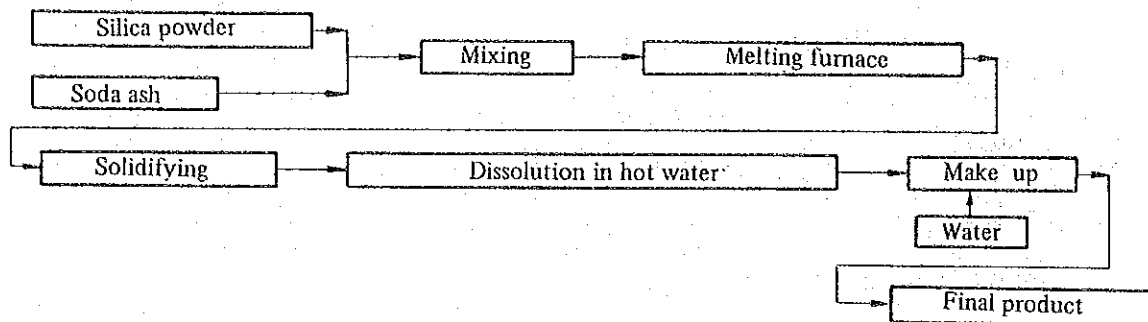 Silica powder
Soda ash
Mixing
Melting furnace
Solidifying
Dissolution in hot water
Make up
Water
Final product